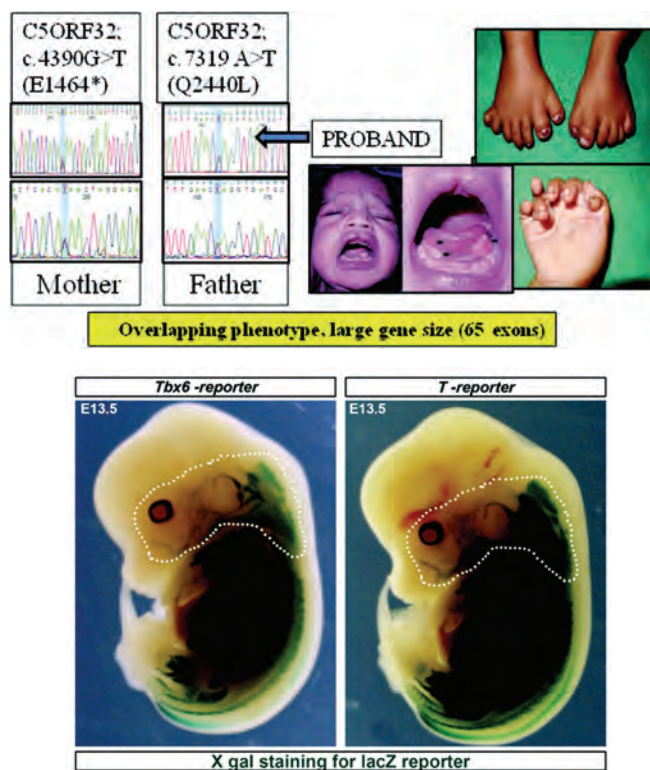 C5ORF32;
c.4390G>T
(E1464*)
C5ORF32;
c.7319 A>T
(Q2440L)
PROBAND
Mother
Father
Overlapping phenotype, large gene size (65 exons)
Tbx6 -reporter
T -reporter
E13.5
E13.5
X gal staining for lacZ reporter